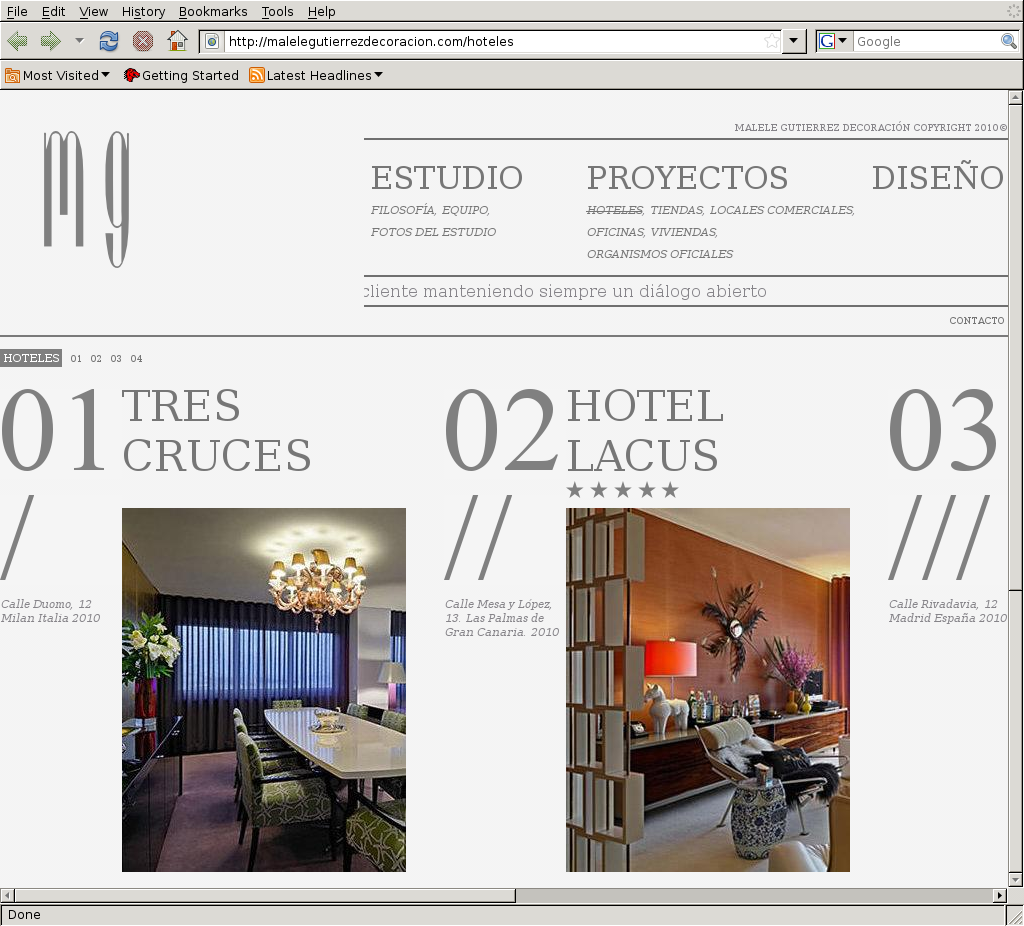 File Edit View History Bookmarks Tools Help
http://malelegutierrezdecoracion.com/hoteles
Google
Most Visited Getting Started Latest Headlines
mg
MALELE GUTIERREZ DECORACIÓN COPYRIGHT 2010©
ESTUDIO
FILOSOFÍA, EQUIPO,
FOTOS DEL ESTUDIO
PROYECTOS
HOTELES, TIENDAS, LOCALES COMERCIALES,
OFICINAS, VIVIENDAS,
ORGANISMOS OFICIALES
DISEÑO
cliente manteniendo siempre un diálogo abierto
CONTACTO
HOTELES 01 02 03 04
01 TRES
CRUCES
/
Calle Duomo, 12
Milan Italia 2010
02 HOTEL
LACUS
★★★★★
//
Calle Mesa y López,
13. Las Palmas de
Gran Canaria. 2010
03
///
Calle Rivadavia, 12
Madrid España 2010
Done